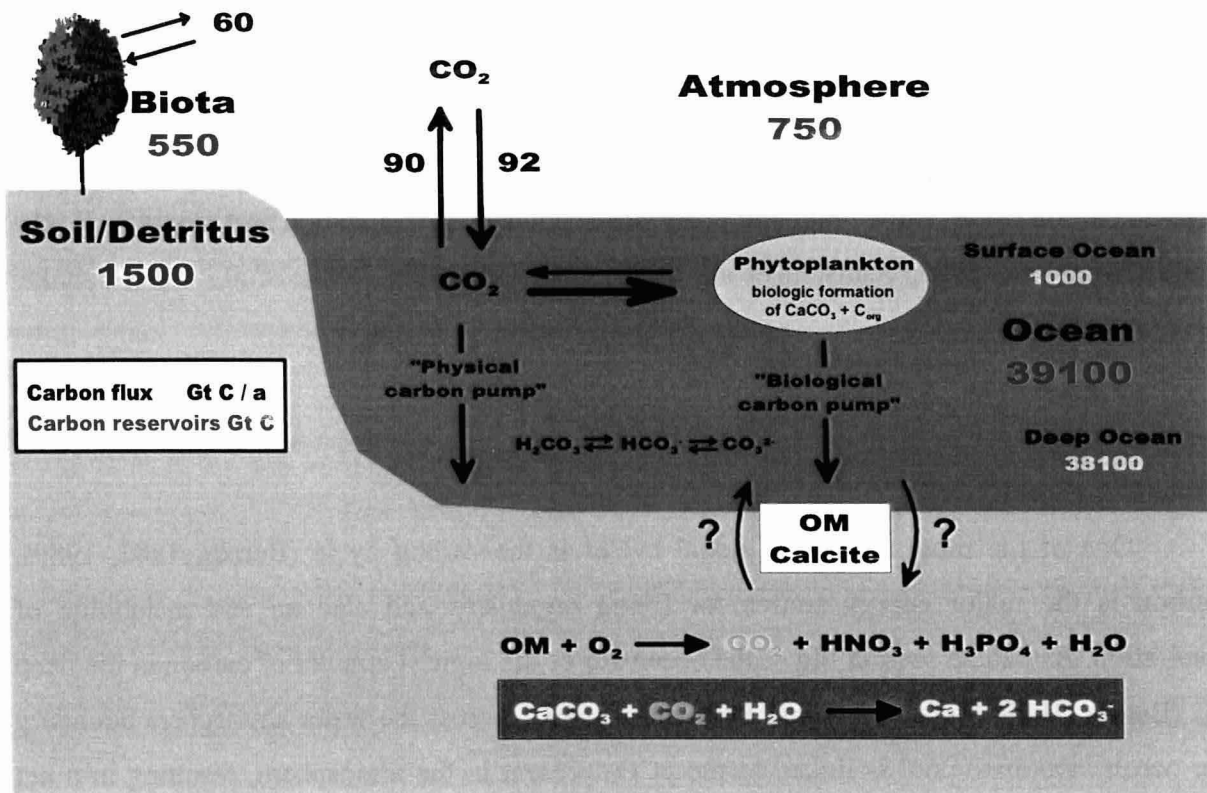 60
CO₂
Atmosphere
750
Biota
550
90
92
Soil/Detritus
1500
CO₂
Phytoplankton
biologic formation
of CaCO₃ + C_org
Surface Ocean
1000
Ocean
39100
"Physical
carbon pump"
"Biological
carbon pump"
Carbon flux Gt C / a
Carbon reservoirs Gt C
H₂CO₃ ⇄ HCO₃⁻ ⇄ CO₃²⁻
Deep Ocean
38100
?
OM
Calcite
?
OM + O₂ → CO₂ + HNO₃ + H₃PO₄ + H₂O
CaCO₃ + CO₂ + H₂O → Ca + 2 HCO₃⁻